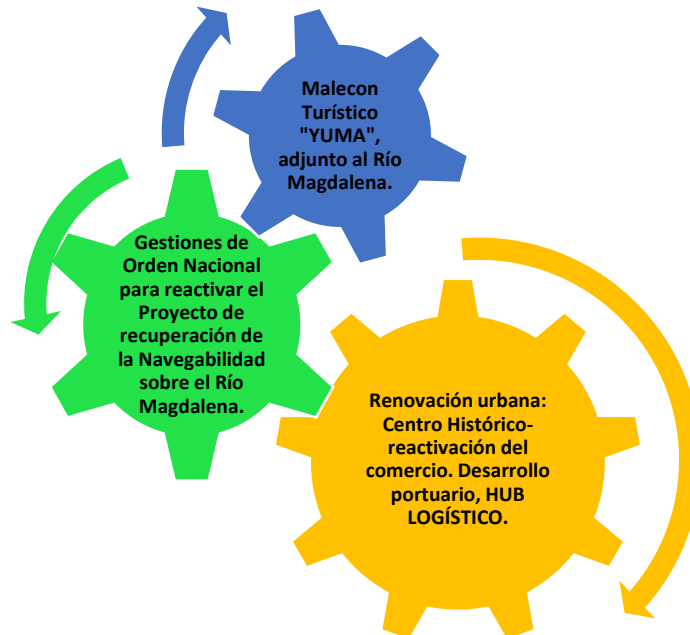 Malecon
Turístico
"YUMA",
adjunto al Río
Magdalena.
Gestiones de
Orden Nacional
para reactivar el
Proyecto de
recuperación de
la Navegabilidad
sobre el Río
Magdalena.
Renovación urbana:
Centro Histórico-
reactivación del
comercio. Desarrollo
portuario, HUB
LOGÍSTICO.